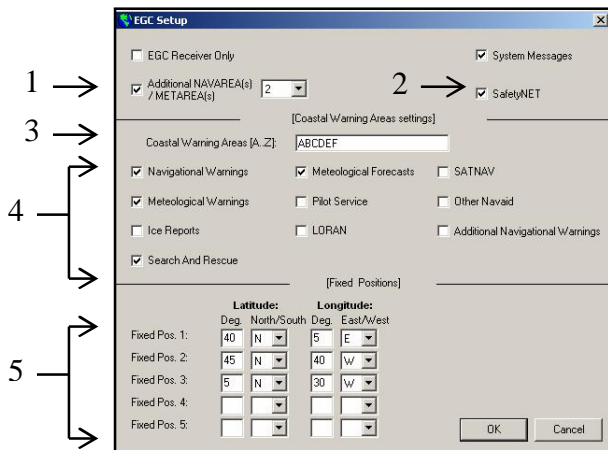 EGC Setup
EGC Receiver Only
System Messages
1
Additional NAVAREA(s) / METAREA(s)
2
2
SafetyNET
[Coastal Warning Areas settings]
3
Coastal Warning Areas [A..Z]:
ABCDEF
4
Navigational Warnings
Meteological Forecasts
SATNAV
Meteological Warnings
Pilot Service
Other Navaid
Ice Reports
LORAN
Additional Navigational Warnings
Search And Rescue
[Fixed Positions]
Latitude: Longitude:
Deg. North/South Deg. East/West
5
Fixed Pos. 1: 40 N 5 E
Fixed Pos. 2: 45 N 40 W
Fixed Pos. 3: 5 N 30 W
Fixed Pos. 4:
Fixed Pos. 5:
OK
Cancel